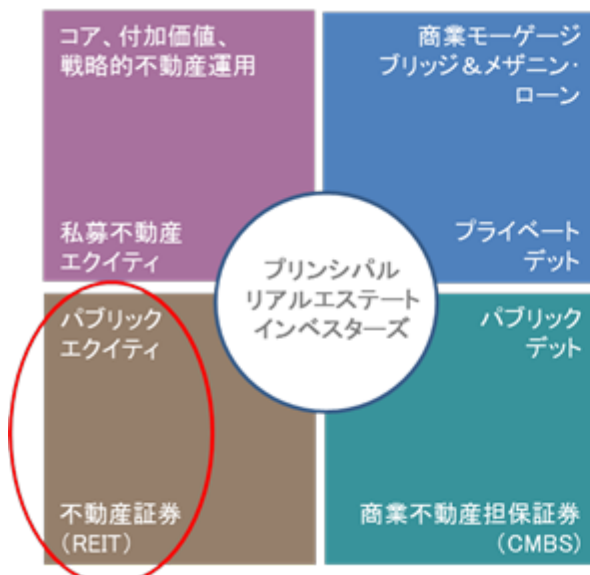 コア、付加価値、
戦略的不動産運用
私募不動産
エクイティ
商業モーゲージ
ブリッジ＆メザニン・
ローン
プライベート
デット
プリンシパル
リアルエステート
インベスターズ
パブリック
エクイティ
不動産証券
(REIT)
パブリック
デット
商業不動産担保証券
(CMBS)